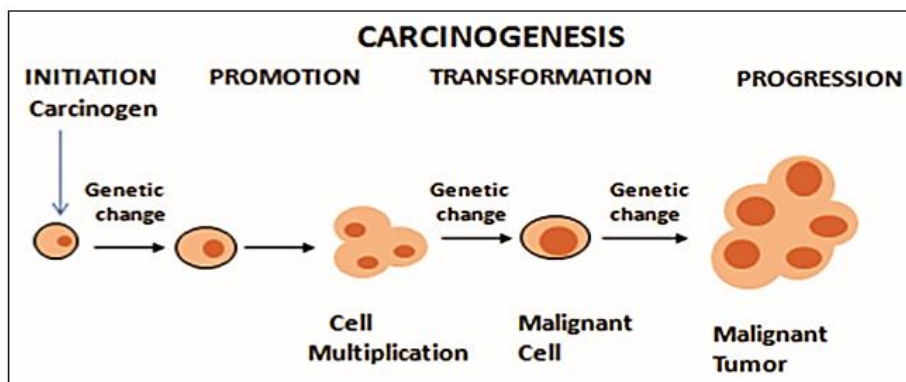 CARCINOGENESIS
INITIATION PROMOTION TRANSFORMATION PROGRESSION
Carcinogen
Genetic change
Genetic change
Genetic change
Cell Multiplication
Malignant Cell
Malignant Tumor